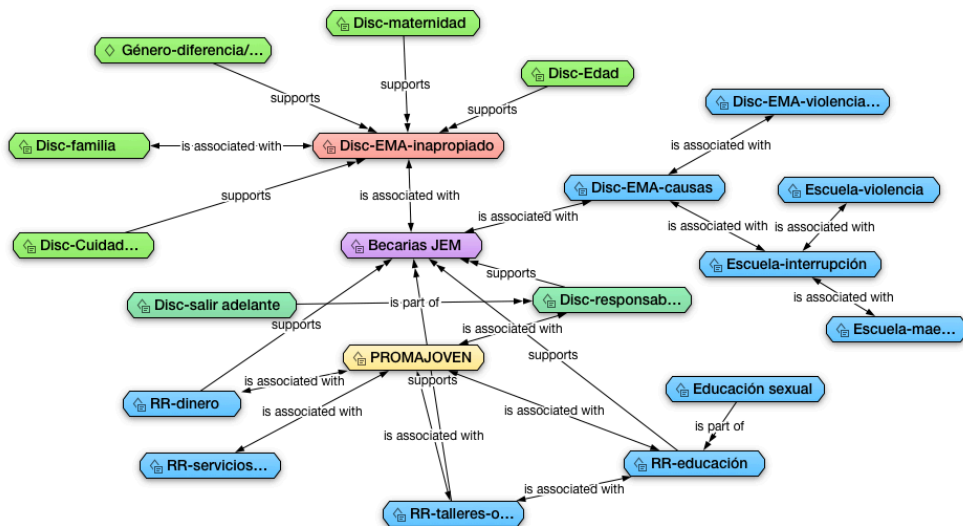 Disc-maternidad
Género-diferencia/...
Disc-Edad
supports
supports
supports
Disc-EMA-violencia...
Disc-familia
is associated with
Disc-EMA-inapropiado
is associated with
supports
is associated with
Disc-EMA-causas
Escuela-violencia
is associated with
is associated with
is associated with
Disc-Cuidad...
Becarias JEM
Escuela-interrupción
supports
Disc-salir adelante
is part of
Disc-responsab...
is associated with
supports
is associated with
Escuela-mae...
PROMAJOVEN
supports
is associated with
supports
Educación sexual
RR-dinero
is associated with
is associated with
is part of
is associated with
RR-servicios...
RR-educación
is associated with
RR-talleres-o...